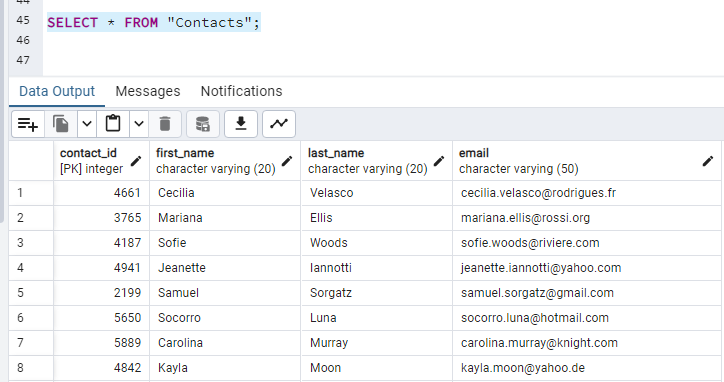 44
45 SELECT * FROM "Contacts";
46
47
Data Output Messages Notifications
contact_id first_name last_name email
[PK] integer character varying (20) character varying (20) character varying (50)
1 4661 Cecilia Velasco cecilia.velasco@rodrigues.fr
2 3765 Mariana Ellis mariana.ellis@rossi.org
3 4187 Sofie Woods sofie.woods@riviere.com
4 4941 Jeanette Iannotti jeanette.iannotti@yahoo.com
5 2199 Samuel Sorgatz samuel.sorgatz@gmail.com
6 5650 Socorro Luna socorro.luna@hotmail.com
7 5889 Carolina Murray carolina.murray@knight.com
8 4842 Kayla Moon kayla.moon@yahoo.de